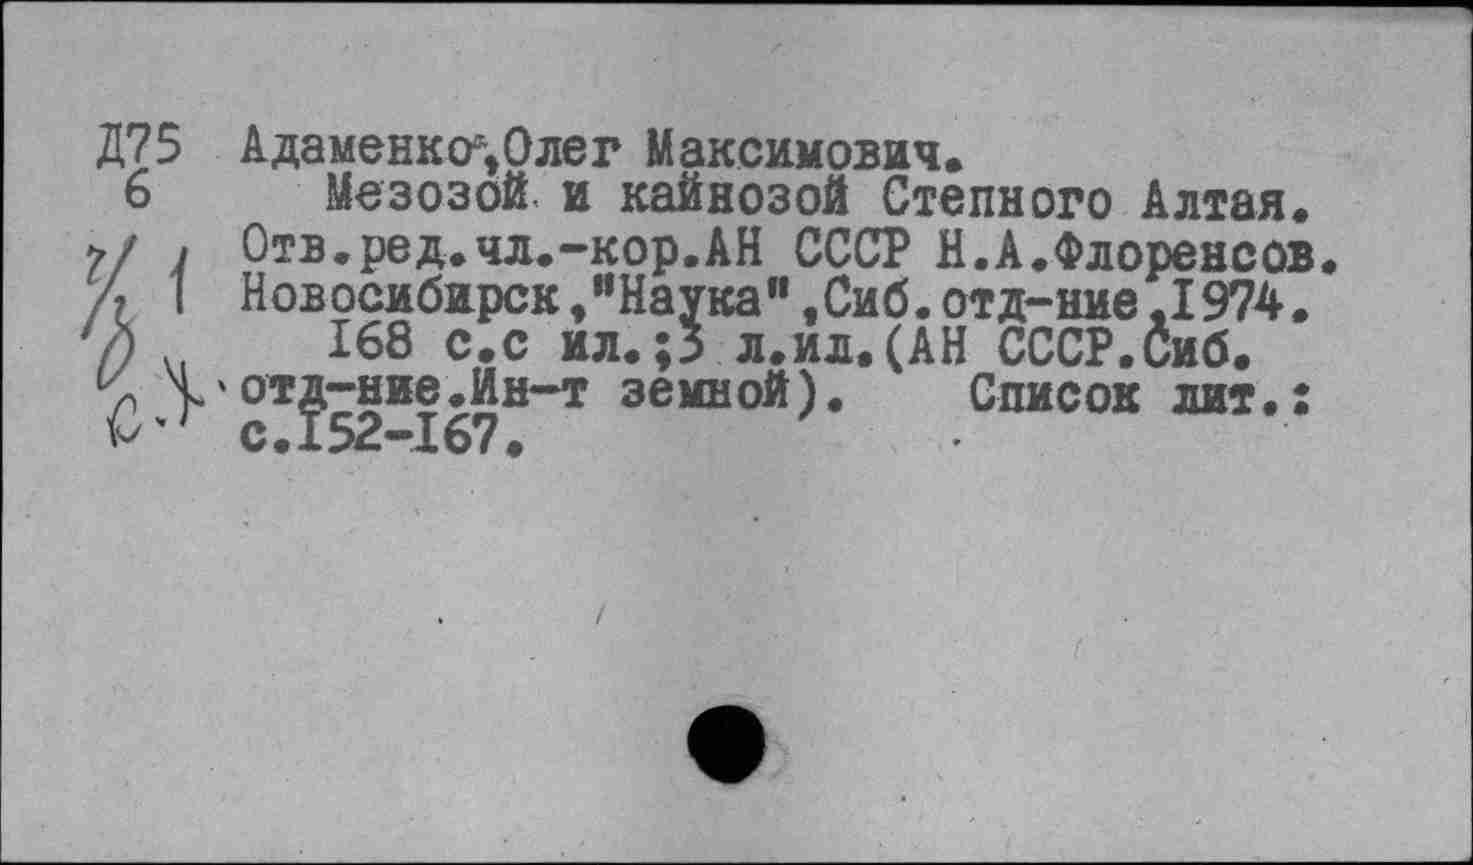 Д75 Адаменко,Олег Максимович.
6 Мезозой и кайнозой Степного Алтая.
Отв.ред.чл.-кор.АН СССР Н.А.Флоренсов.
Новосибирск,"Наука",Сиб.отд-ние,1974.
168 с.с ил.;3 л.ил.(АН СССР.Сиб.
отд-ние.Ин-т земной). Список лит.:
с.152-167.